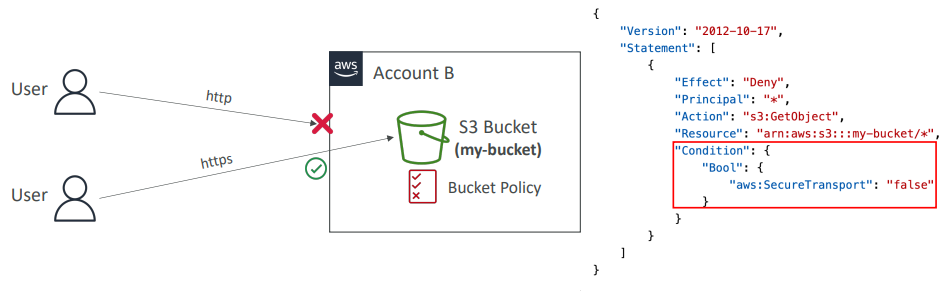 User
http
aws
Account B
S3 Bucket
(my-bucket)
https
User
Bucket Policy
{
"Version": "2012-10-17",
"Statement": [
{
"Effect": "Deny",
"Principal": "*",
"Action": "s3:GetObject",
"Resource": "arn:aws:s3:::my-bucket/*",
"Condition": {
"Bool": {
"aws:SecureTransport": "false"
}
}
}
]
}